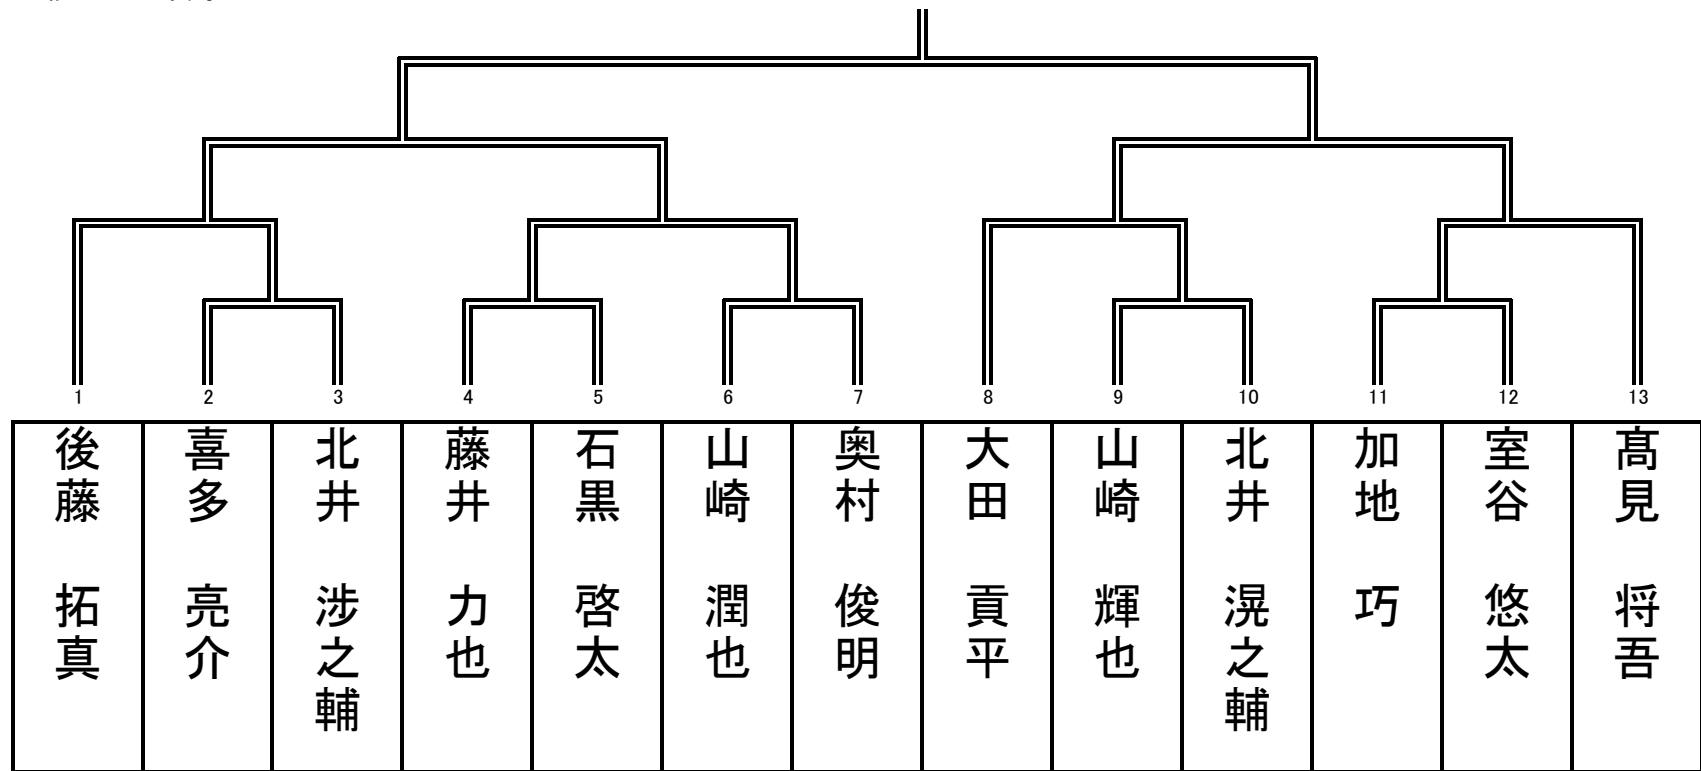 1
2
3
4
5
6
7
8
9
10
11
12
13
後藤 拓真
喜多 亮介
北井 渉之輔
藤井 力也
石黒 啓太
山崎 潤也
奥村 俊明
大田 貢平
山崎 輝也
北井 滉之輔
加地 巧
室谷 悠太
髙見 将吾